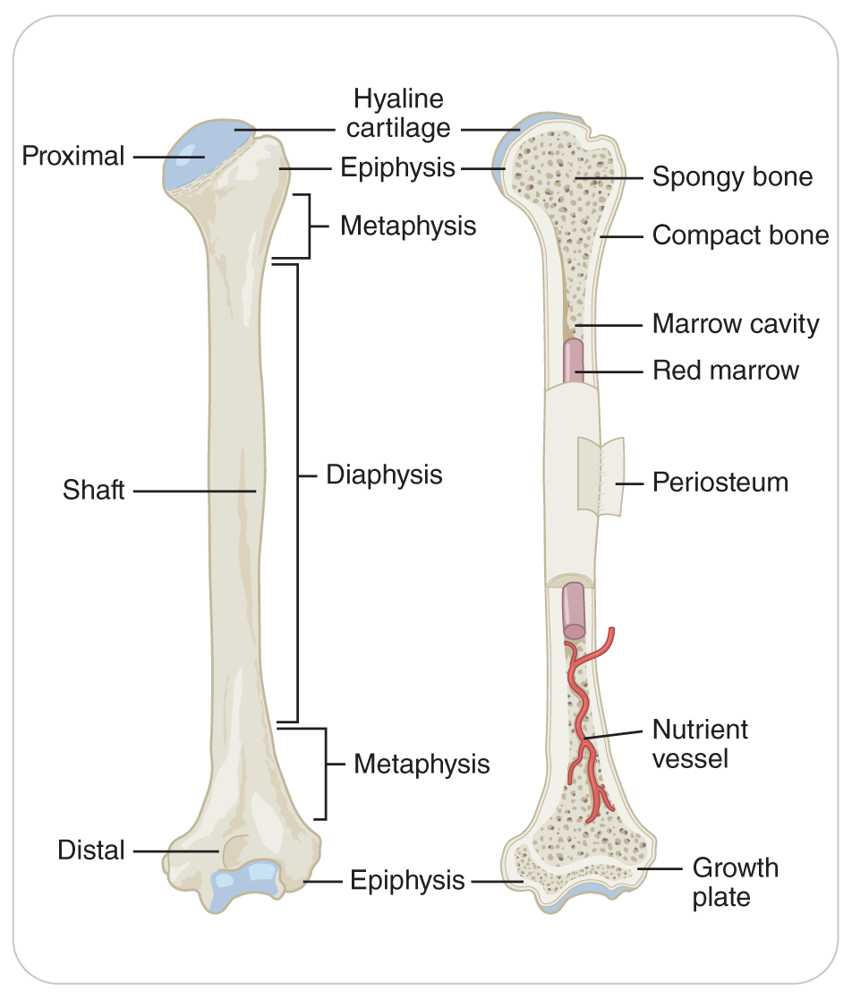 Hyaline
cartilage
Proximal
Epiphysis
Spongy bone
Metaphysis
Compact bone
Marrow cavity
Red marrow
Diaphysis
Shaft
Periosteum
Nutrient
vessel
Metaphysis
Distal
Epiphysis
Growth
plate